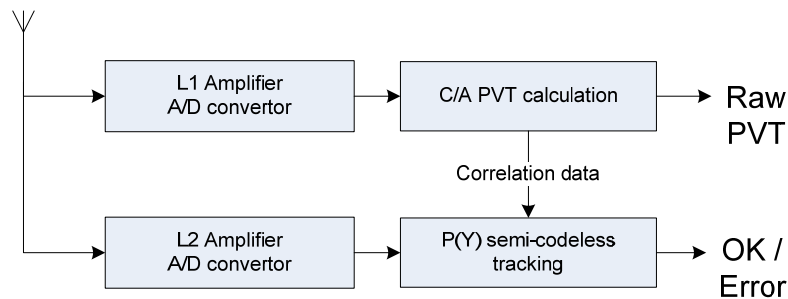 L1 Amplifier
A/D convertor
C/A PVT calculation
Raw
PVT
Correlation data
L2 Amplifier
A/D convertor
P(Y) semi-codeless
tracking
OK /
Error